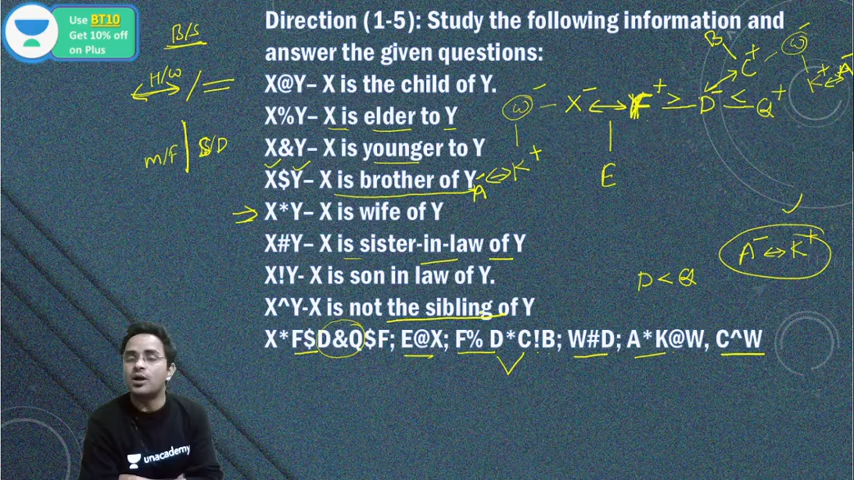 Use BT10
Get 10% off
on Plus
Direction (1-5): Study the following information and
answer the given questions:
X@Y– X is the child of Y.
X%Y– X is elder to Y
X&Y– X is younger to Y
X$Y– X is brother of Y
X*Y– X is wife of Y
X#Y– X is sister-in-law of Y
X!Y- X is son in law of Y.
X^Y-X is not the sibling of Y
X*F$D&Q$F; E@X; F% D*C!B; W#D; A*K@W, C^W
B/S
H/W
M/F | S/D
W⁻ – X⁻ ↔ F⁺ > D⁻ < Q⁺
B
C⁺
W⁻
K⁺ ↔ A⁻
E
A⁻ ↔ K⁺
A⁻ ↔ K⁺
D < Q
unacademy